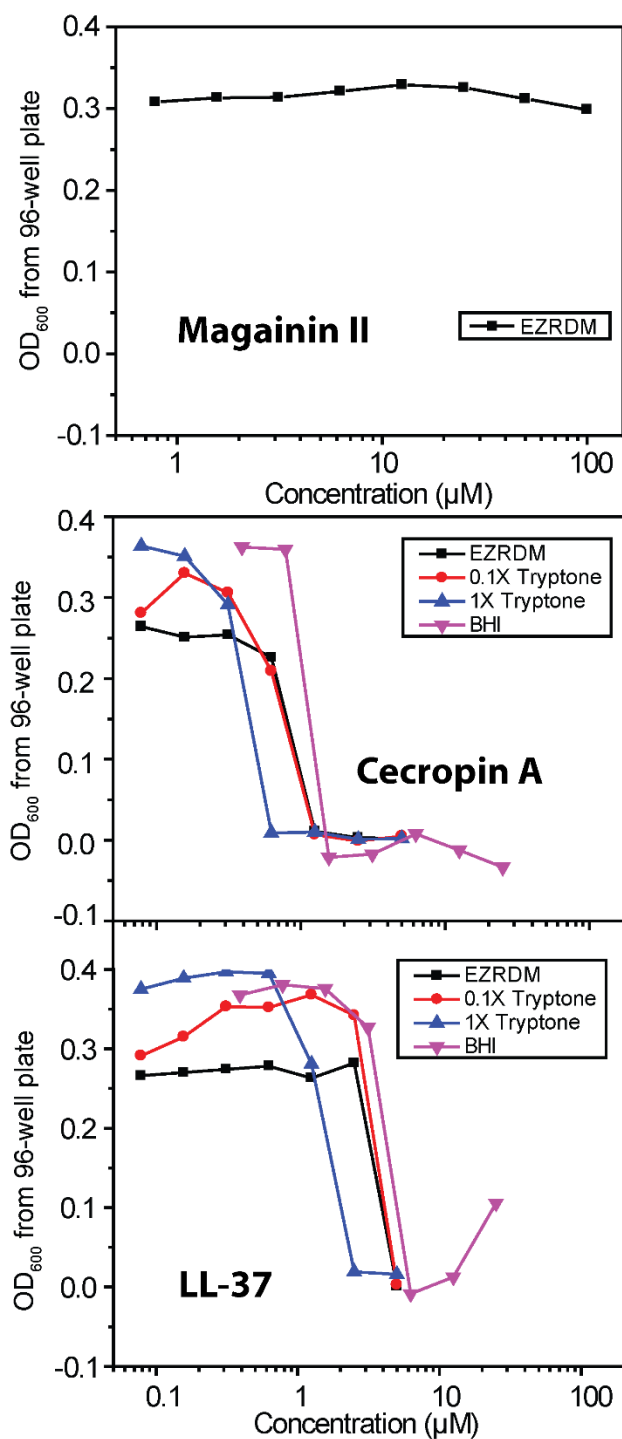 0.4
0.3
0.2
0.1
0.0
-0.1
OD600 from 96-well plate
Magainin II
EZRDM
1 10 100
Concentration (µM)
0.4
0.3
0.2
0.1
0.0
-0.1
OD600 from 96-well plate
EZRDM
0.1X Tryptone
1X Tryptone
BHI
Cecropin A
0.4
0.3
0.2
0.1
0.0
-0.1
OD600 from 96-well plate
EZRDM
0.1X Tryptone
1X Tryptone
BHI
LL-37
0.1 1 10 100
Concentration (µM)